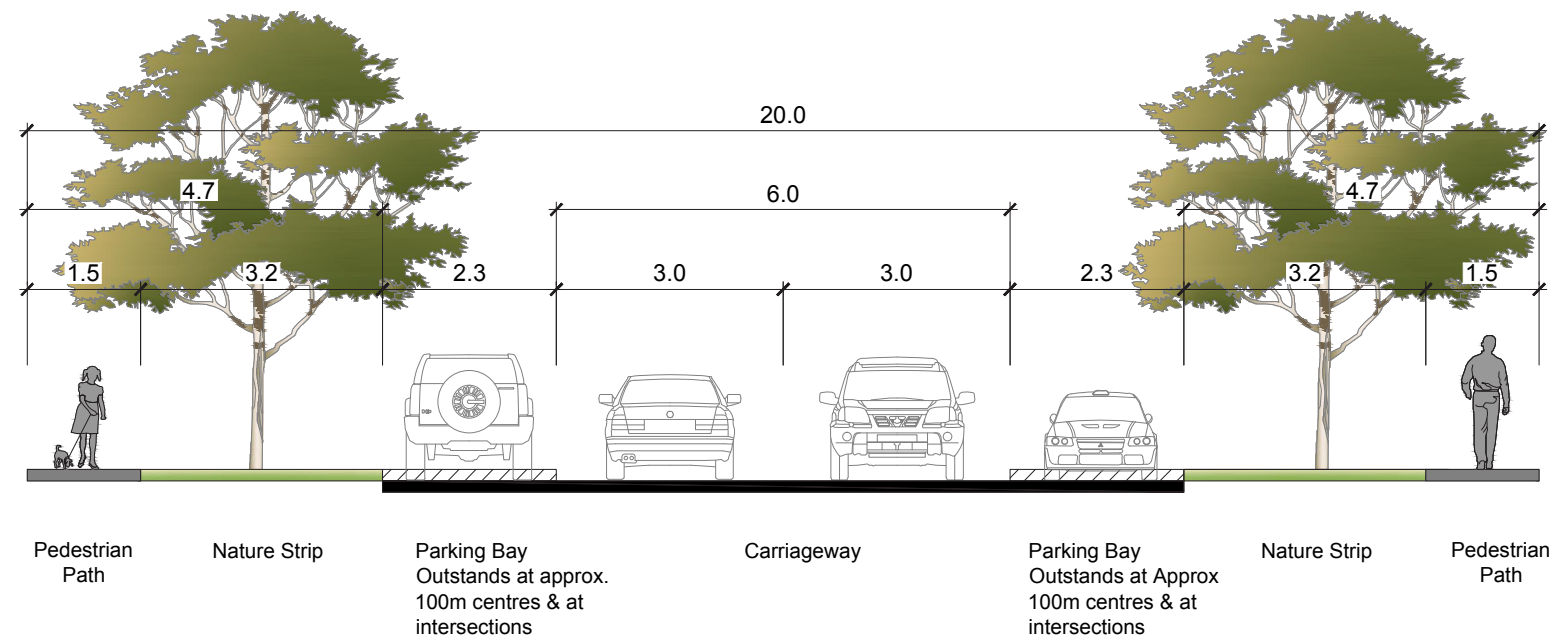 20.0
4.7
6.0
4.7
1.5
3.2
2.3
3.0
3.0
2.3
3.2
1.5
Pedestrian
Path
Nature Strip
Parking Bay
Outstands at approx.
100m centres & at
intersections
Carriageway
Parking Bay
Outstands at Approx
100m centres & at
intersections
Nature Strip
Pedestrian
Path